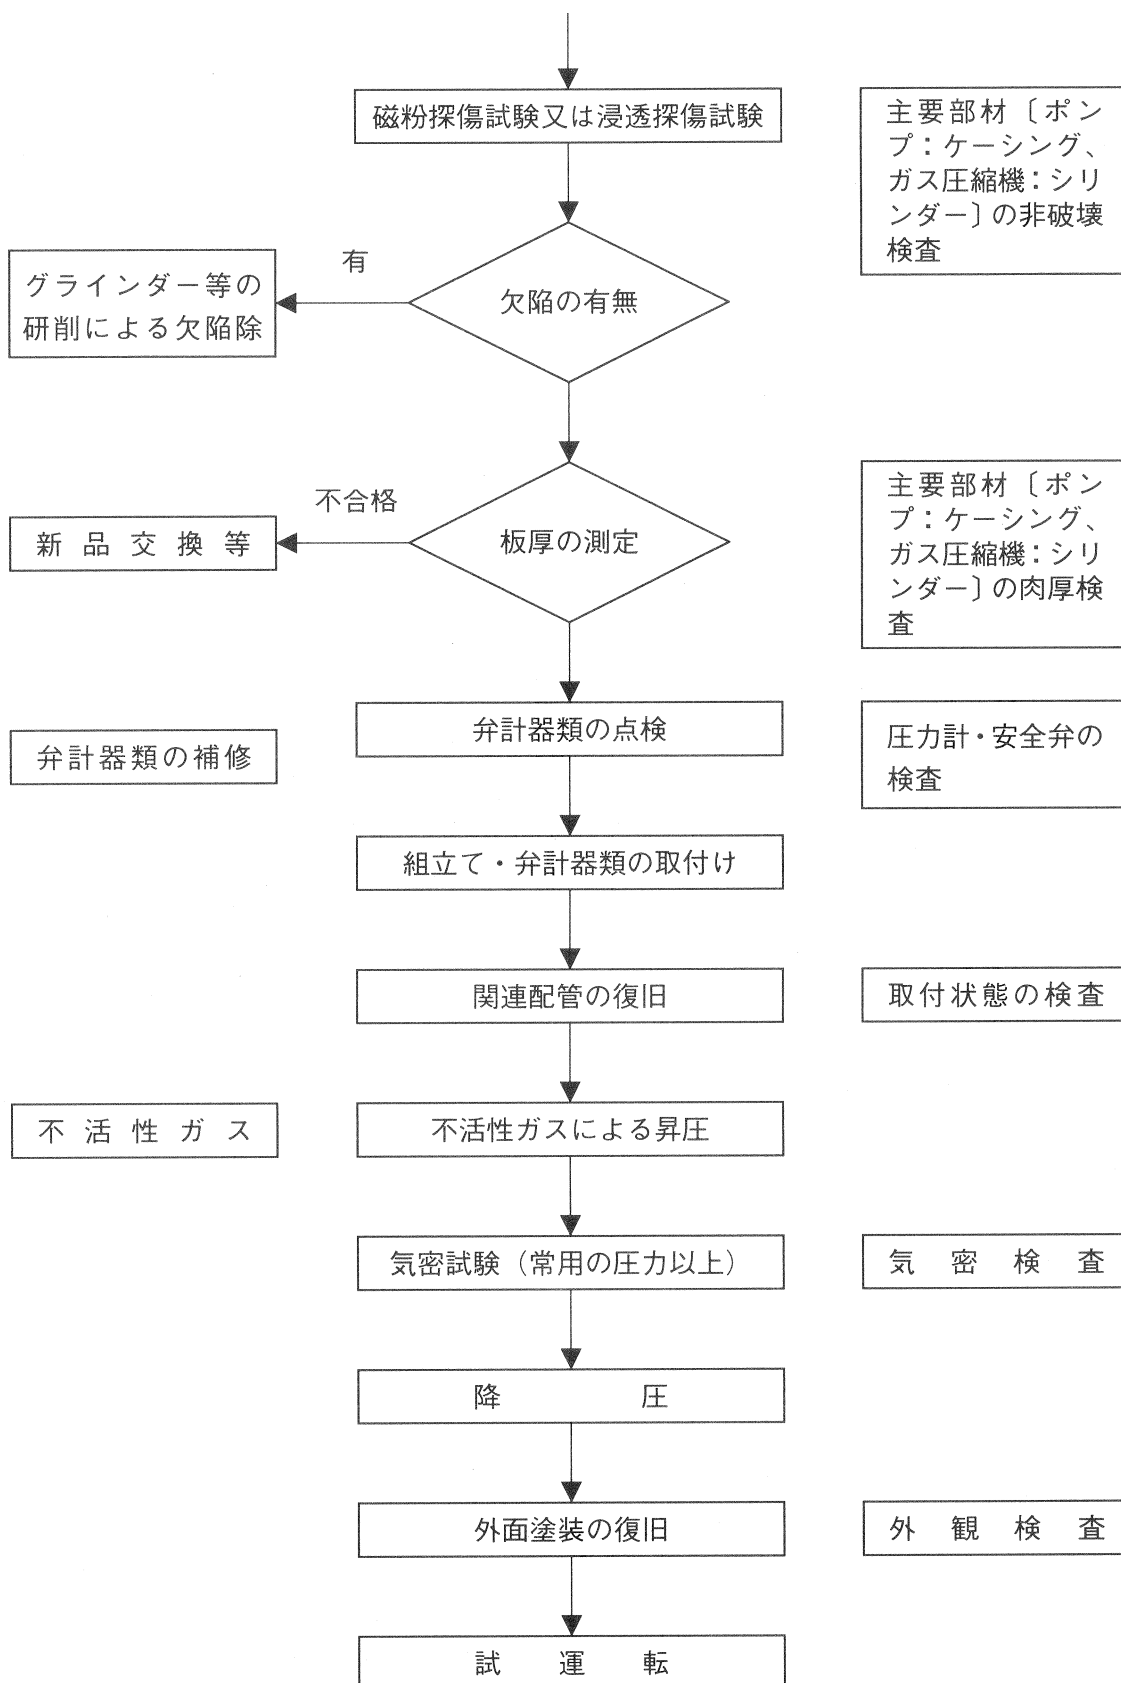 磁粉探傷試験又は浸透探傷試験
主要部材〔ポン
プ：ケーシング、
ガス圧縮機：シリ
ンダー〕の非破壊
検査
有
グラインダー等の
研削による欠陥除
欠陥の有無
不合格
新品交換等
板厚の測定
主要部材〔ポン
プ：ケーシング、
ガス圧縮機：シリ
ンダー〕の肉厚検
査
弁計器類の点検
弁計器類の補修
圧力計・安全弁の
検査
組立て・弁計器類の取付け
関連配管の復旧
取付状態の検査
不活性ガス
不活性ガスによる昇圧
気密試験（常用の圧力以上）
気密検査
降圧
外面塗装の復旧
外観検査
試運転